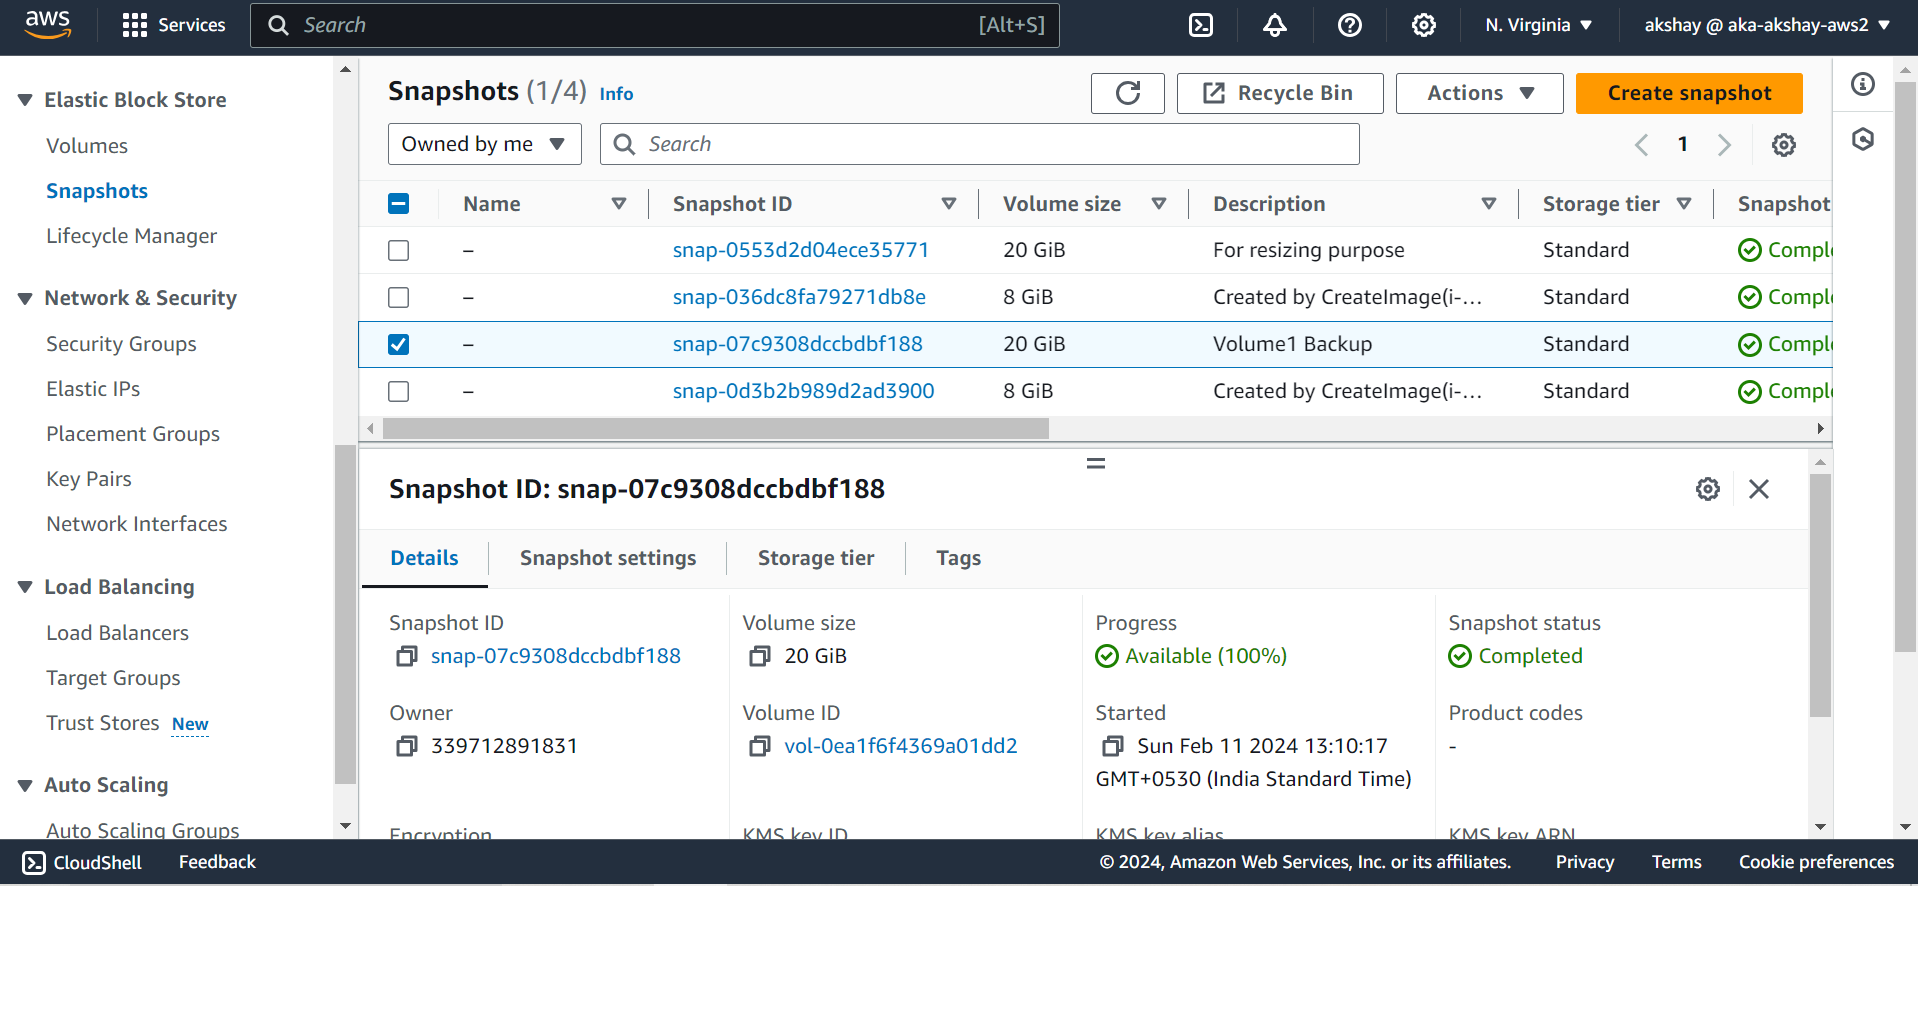 aws Services Search [Alt+S] N. Virginia akshay @ aka-akshay-aws2
Elastic Block Store
Volumes
Snapshots
Lifecycle Manager
Network & Security
Security Groups
Elastic IPs
Placement Groups
Key Pairs
Network Interfaces
Load Balancing
Load Balancers
Target Groups
Trust Stores New
Auto Scaling
Auto Scaling Groups
Snapshots (1/4) Info Recycle Bin Actions Create snapshot
Owned by me Search 1
Name Snapshot ID Volume size Description Storage tier Snapshot
– snap-0553d2d04ece35771 20 GiB For resizing purpose Standard Comple
– snap-036dc8fa79271db8e 8 GiB Created by CreateImage(i-... Standard Comple
– snap-07c9308dccbdbf188 20 GiB Volume1 Backup Standard Comple
– snap-0d3b2b989d2ad3900 8 GiB Created by CreateImage(i-... Standard Comple
Snapshot ID: snap-07c9308dccbdbf188
Details Snapshot settings Storage tier Tags
Snapshot ID Volume size Progress Snapshot status
snap-07c9308dccbdbf188 20 GiB Available (100%) Completed
Owner Volume ID Started Product codes
339712891831 vol-0ea1f6f4369a01dd2 Sun Feb 11 2024 13:10:17 -
GMT+0530 (India Standard Time)
Encryption KMS key ID KMS key alias KMS key ARN
CloudShell Feedback © 2024, Amazon Web Services, Inc. or its affiliates. Privacy Terms Cookie preferences